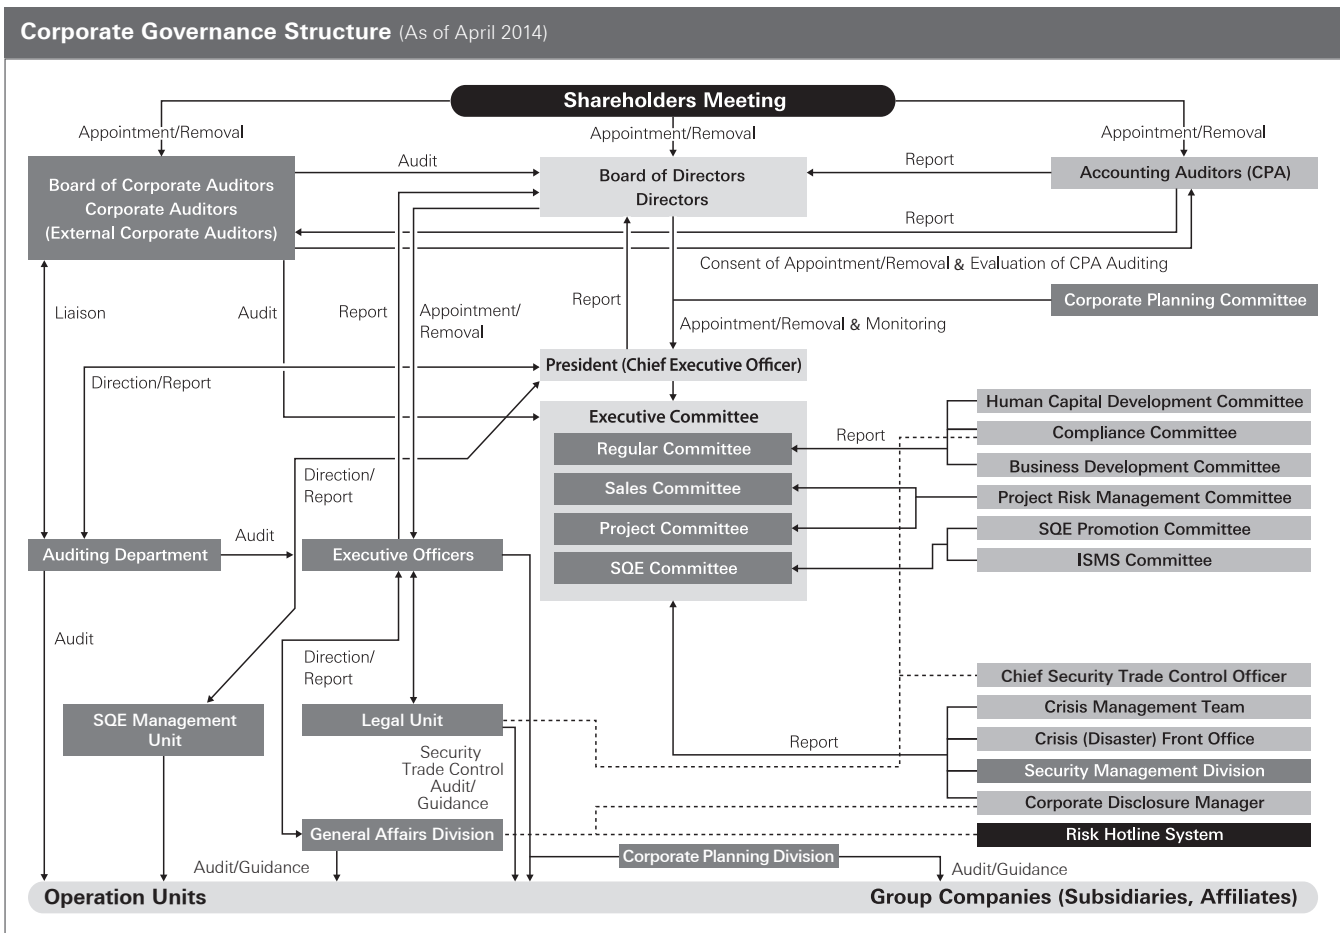 Corporate Governance Structure (As of April 2014)
Shareholders Meeting
Appointment/Removal
Appointment/Removal
Appointment/Removal
Board of Corporate Auditors
Corporate Auditors
(External Corporate Auditors)
Audit
Board of Directors
Directors
Report
Accounting Auditors (CPA)
Report
Consent of Appointment/Removal & Evaluation of CPA Auditing
Liaison
Audit
Report
Appointment/
Removal
Report
Corporate Planning Committee
Appointment/Removal & Monitoring
Direction/Report
President (Chief Executive Officer)
Executive Committee
Regular Committee
Sales Committee
Project Committee
SQE Committee
Report
Human Capital Development Committee
Compliance Committee
Business Development Committee
Project Risk Management Committee
SQE Promotion Committee
ISMS Committee
Direction/
Report
Auditing Department
Audit
Executive Officers
Audit
Direction/
Report
SQE Management
Unit
Legal Unit
Security
Trade Control
Audit/
Guidance
Report
Chief Security Trade Control Officer
Crisis Management Team
Crisis (Disaster) Front Office
Security Management Division
Corporate Disclosure Manager
Risk Hotline System
General Affairs Division
Corporate Planning Division
Audit/Guidance
Audit/Guidance
Operation Units
Group Companies (Subsidiaries, Affiliates)